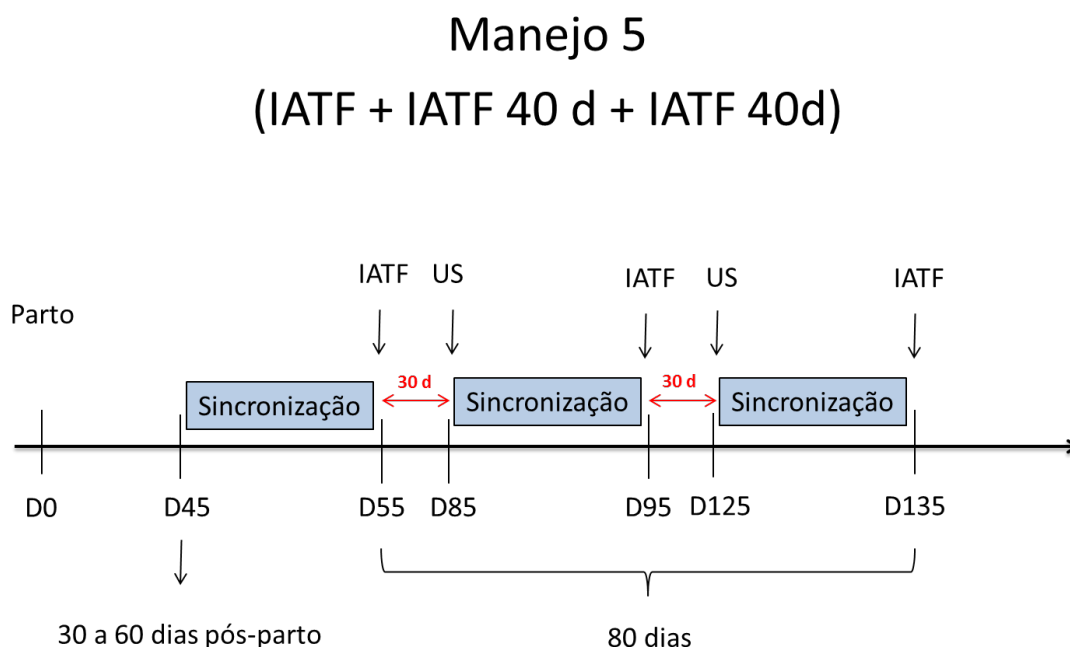 Manejo 5
(IATF + IATF 40 d + IATF 40d)
IATF US IATF US IATF
Parto
30 d 30 d
Sincronização Sincronização Sincronização
D0 D45 D55 D85 D95 D125 D135
30 a 60 dias pós-parto 80 dias